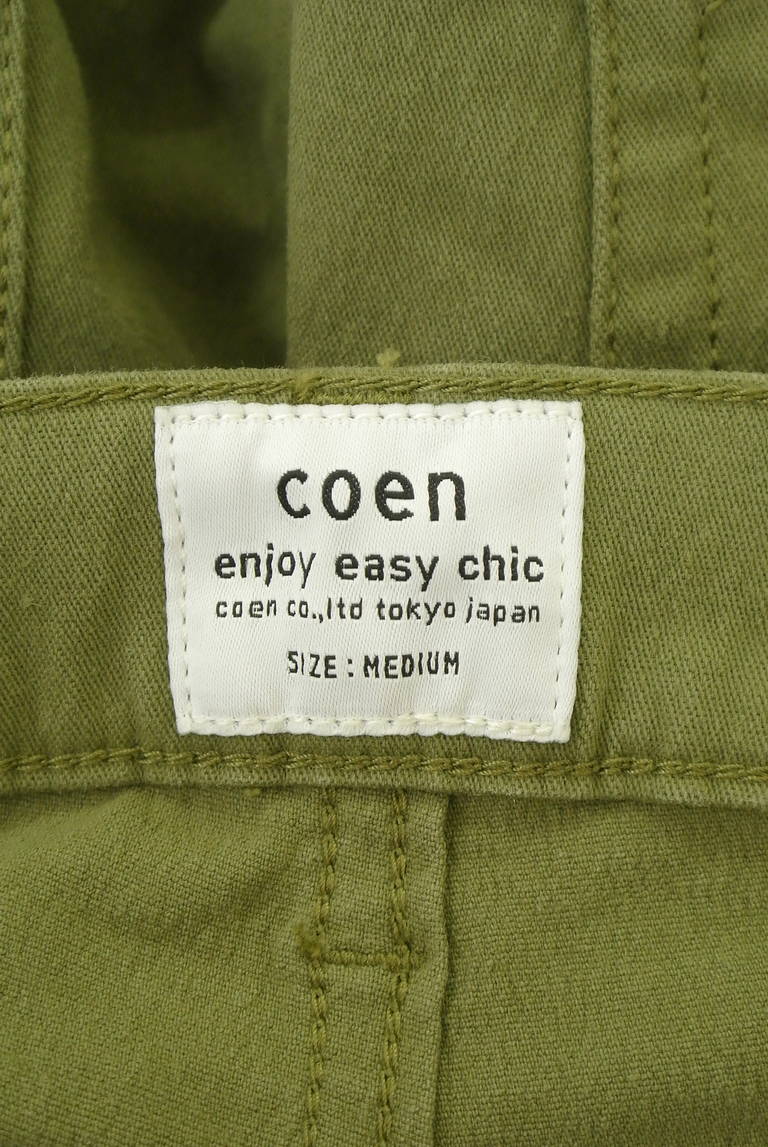 coen
enjoy easy chic
coen co.,ltd tokyo japan
SIZE : MEDIUM